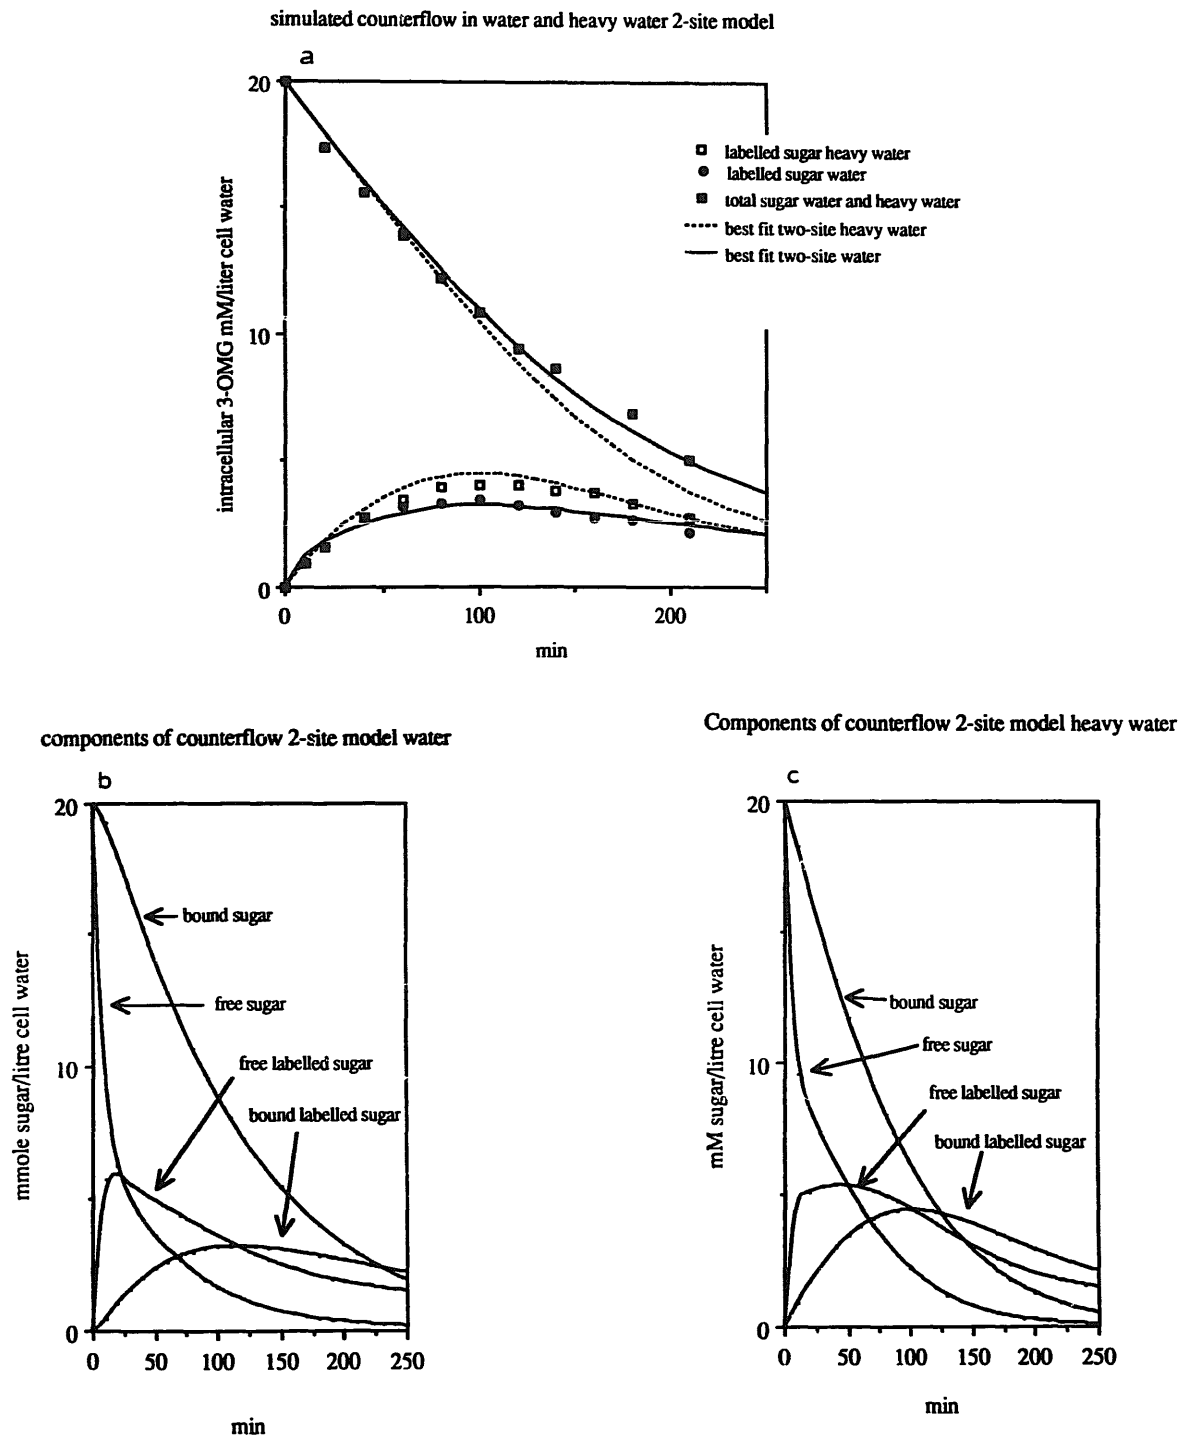 simulated counterflow in water and heavy water 2-site model
a
20
10
0
0
100
200
min
intracellular 3-OMG mM/liter cell water
labelled sugar heavy water
labelled sugar water
total sugar water and heavy water
best fit two-site heavy water
best fit two-site water
components of counterflow 2-site model water
b
20
10
0
0 50 100 150 200 250
min
mmole sugar/litre cell water
bound sugar
free sugar
free labelled sugar
bound labelled sugar
Components of counterflow 2-site model heavy water
c
20
10
0
0 50 100 150 200 250
min
mM sugar/litre cell water
bound sugar
free sugar
free labelled sugar
bound labelled sugar